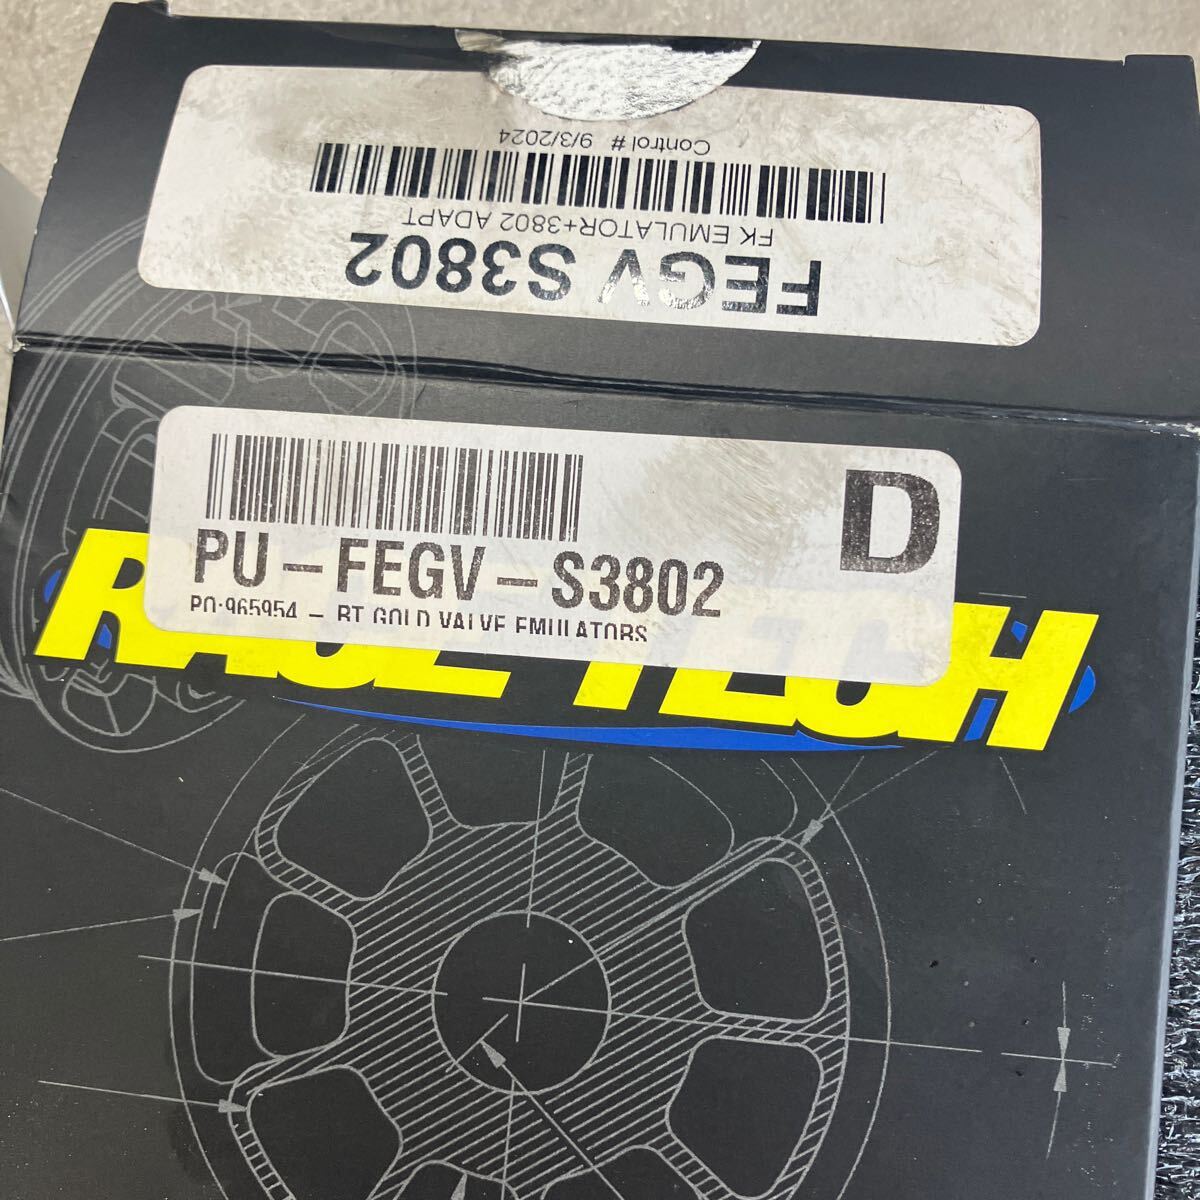 Control # 9/3/2024
FK EMULATOR+3802 ADAPT
FEGV S3802
PU-FEGV-S3802
D
PO:965954 - RT GOLD VALVE EMULATORS
RACE TECH